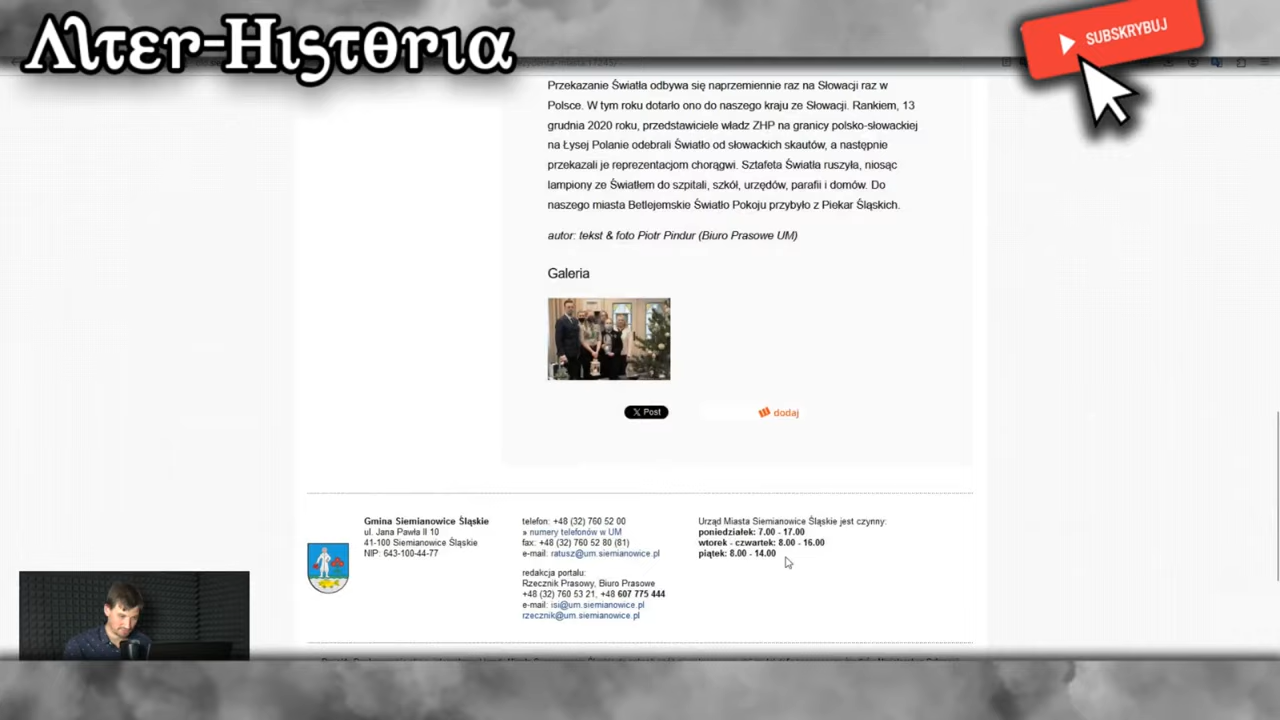 Alter-Historia
SUBSKRYBUJ
Przekazanie Światła odbywa się naprzemiennie raz na Słowacji raz w
Polsce. W tym roku dotarło ono do naszego kraju ze Słowacji. Rankiem, 13
grudnia 2020 roku, przedstawiciele władz ZHP na granicy polsko-słowackiej
na Łysej Polanie odebrali Światło od słowackich skautów, a następnie
przekazali je reprezentacjom chorągwi. Sztafeta Światła ruszyła, niosąc
lampiony ze Światłem do szpitali, szkół, urzędów, parafii i domów. Do
naszego miasta Betlejemskie Światło Pokoju przybyło z Piekar Śląskich.
autor: tekst & foto Piotr Pindur (Biuro Prasowe UM)
Galeria
X Post
dodaj
Gmina Siemianowice Śląskie
ul. Jana Pawła II 10
41-100 Siemianowice Śląskie
NIP: 643-100-44-77
telefon: +48 (32) 760 52 00
» numery telefonów w UM
fax: +48 (32) 760 52 80 (81)
e-mail: ratusz@um.siemianowice.pl
redakcja portalu:
Rzecznik Prasowy, Biuro Prasowe
+48 (32) 760 53 21, +48 607 775 444
e-mail: isi@um.siemianowice.pl
rzecznik@um.siemianowice.pl
Urząd Miasta Siemianowice Śląskie jest czynny:
poniedziałek: 7.00 - 17.00
wtorek - czwartek: 8.00 - 16.00
piątek: 8.00 - 14.00